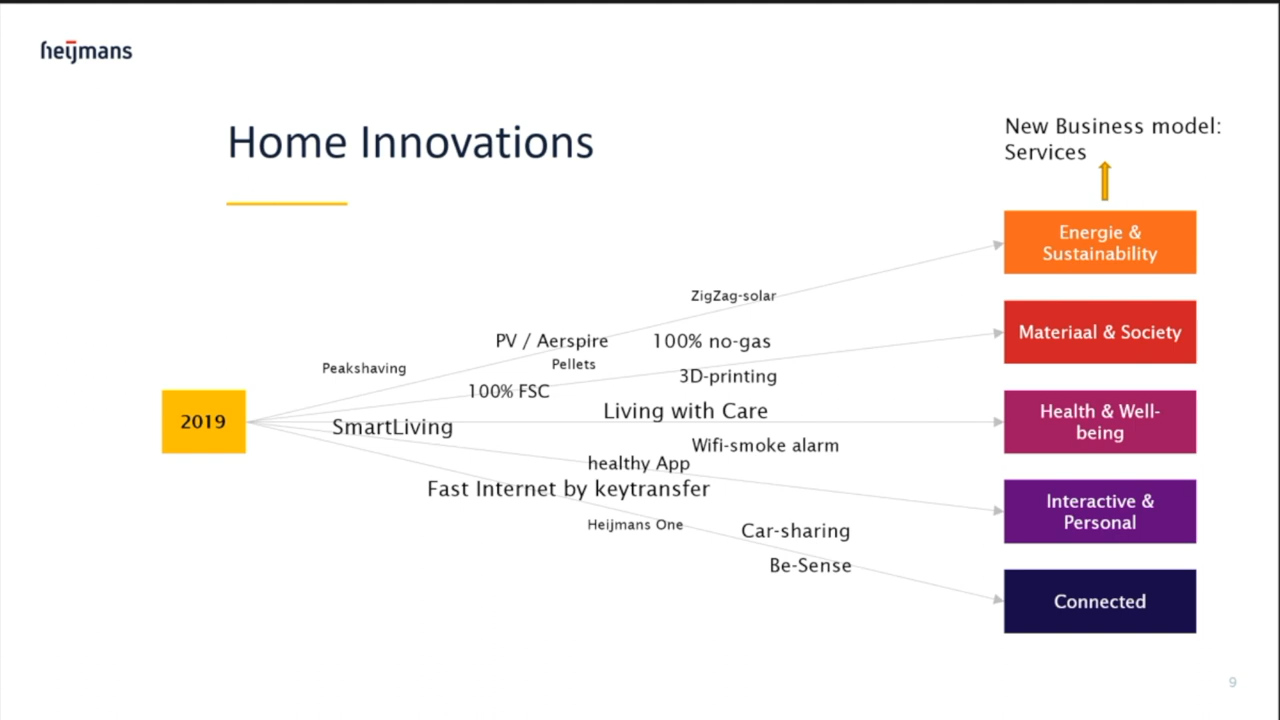 heijmans
Home Innovations
New Business model:
Services
Energie &
Sustainability
ZigZag-solar
PV / Aerspire
100% no-gas
Materiaal & Society
Peakshaving
Pellets
3D-printing
100% FSC
2019
Living with Care
Health & Well-
being
SmartLiving
Wifi-smoke alarm
healthy App
Fast Internet by keytransfer
Interactive &
Personal
Heijmans One
Car-sharing
Be-Sense
Connected
9